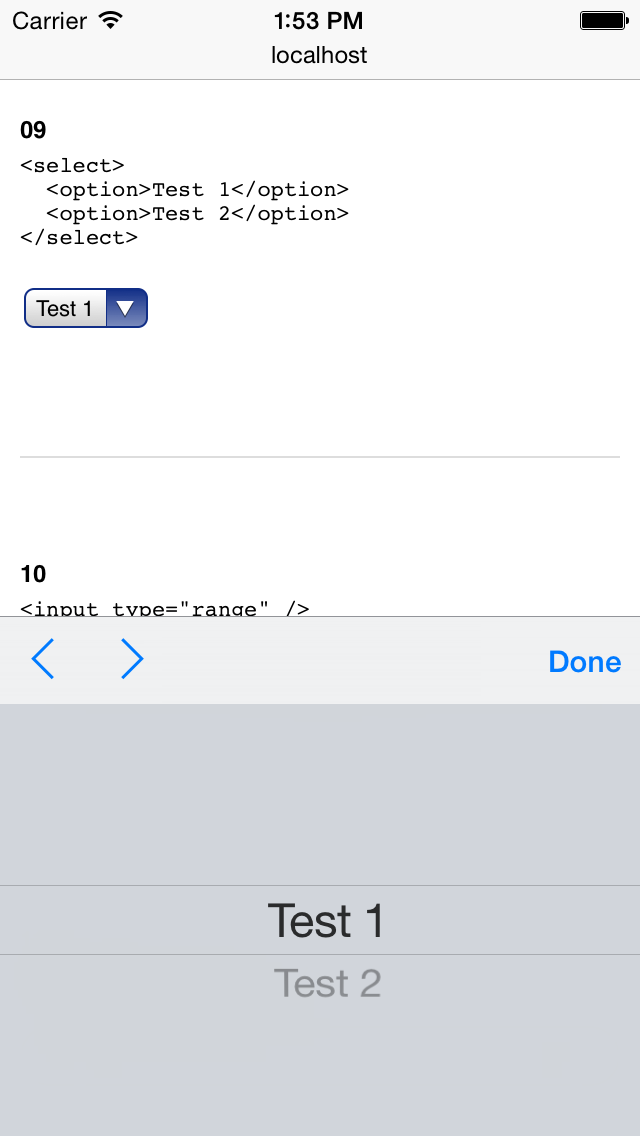 Carrier 1:53 PM
localhost
09
<select>
  <option>Test 1</option>
  <option>Test 2</option>
</select>
Test 1
10
<input type="range" />
Done
Test 1
Test 2